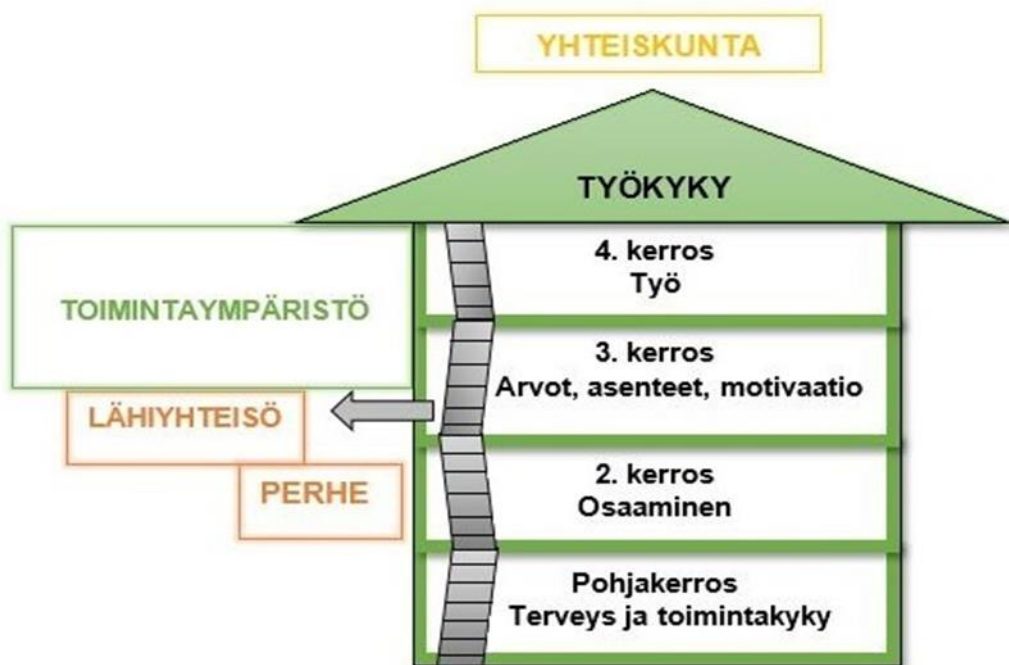 YHTEISKUNTA
TYÖKYKY
4. kerros
Työ
TOIMINTAYMPÄRISTÖ
3. kerros
Arvot, asenteet, motivaatio
LÄHIYHTEISÖ
2. kerros
Osaaminen
PERHE
Pohjakerros
Terveys ja toimintakyky